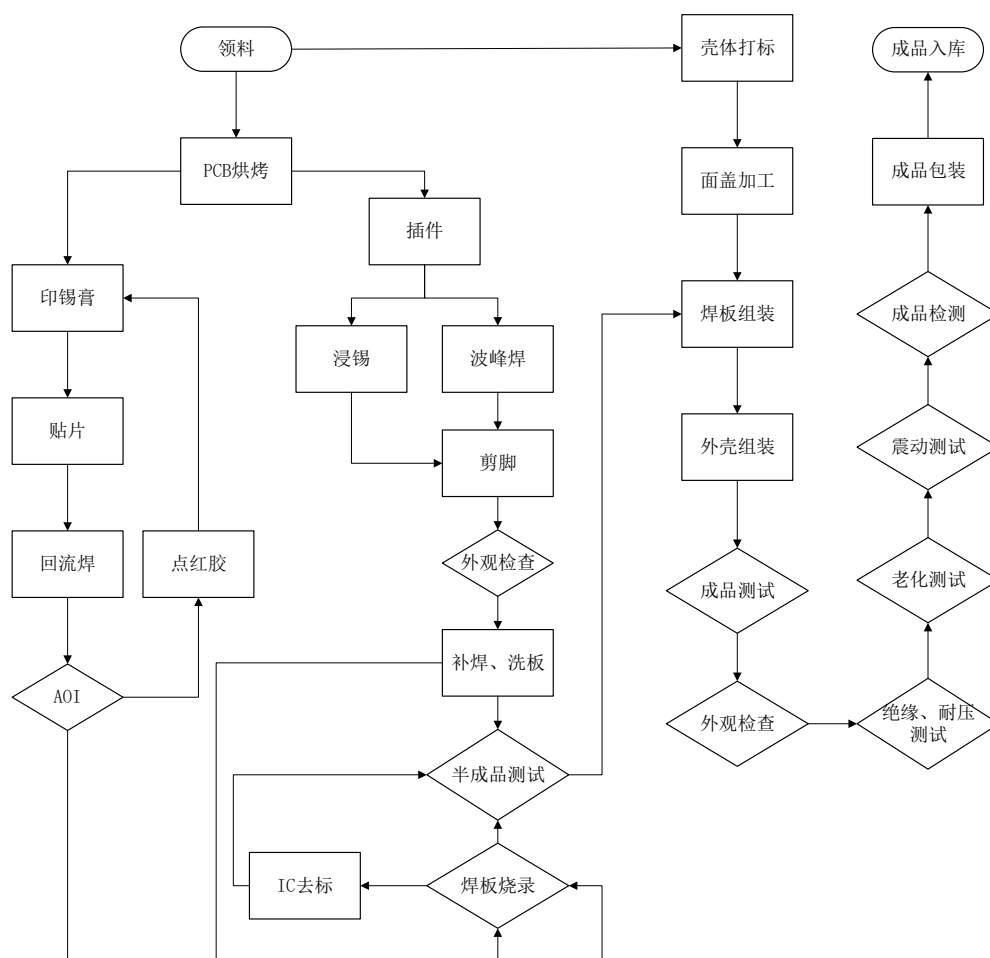 领料
壳体打标
成品入库
PCB烘烤
面盖加工
成品包装
插件
印锡膏
焊板组装
成品检测
浸锡
波峰焊
贴片
剪脚
外壳组装
震动测试
回流焊
点红胶
外观检查
成品测试
老化测试
补焊、洗板
AOI
外观检查
绝缘、耐压
测试
半成品测试
IC去标
焊板烧录